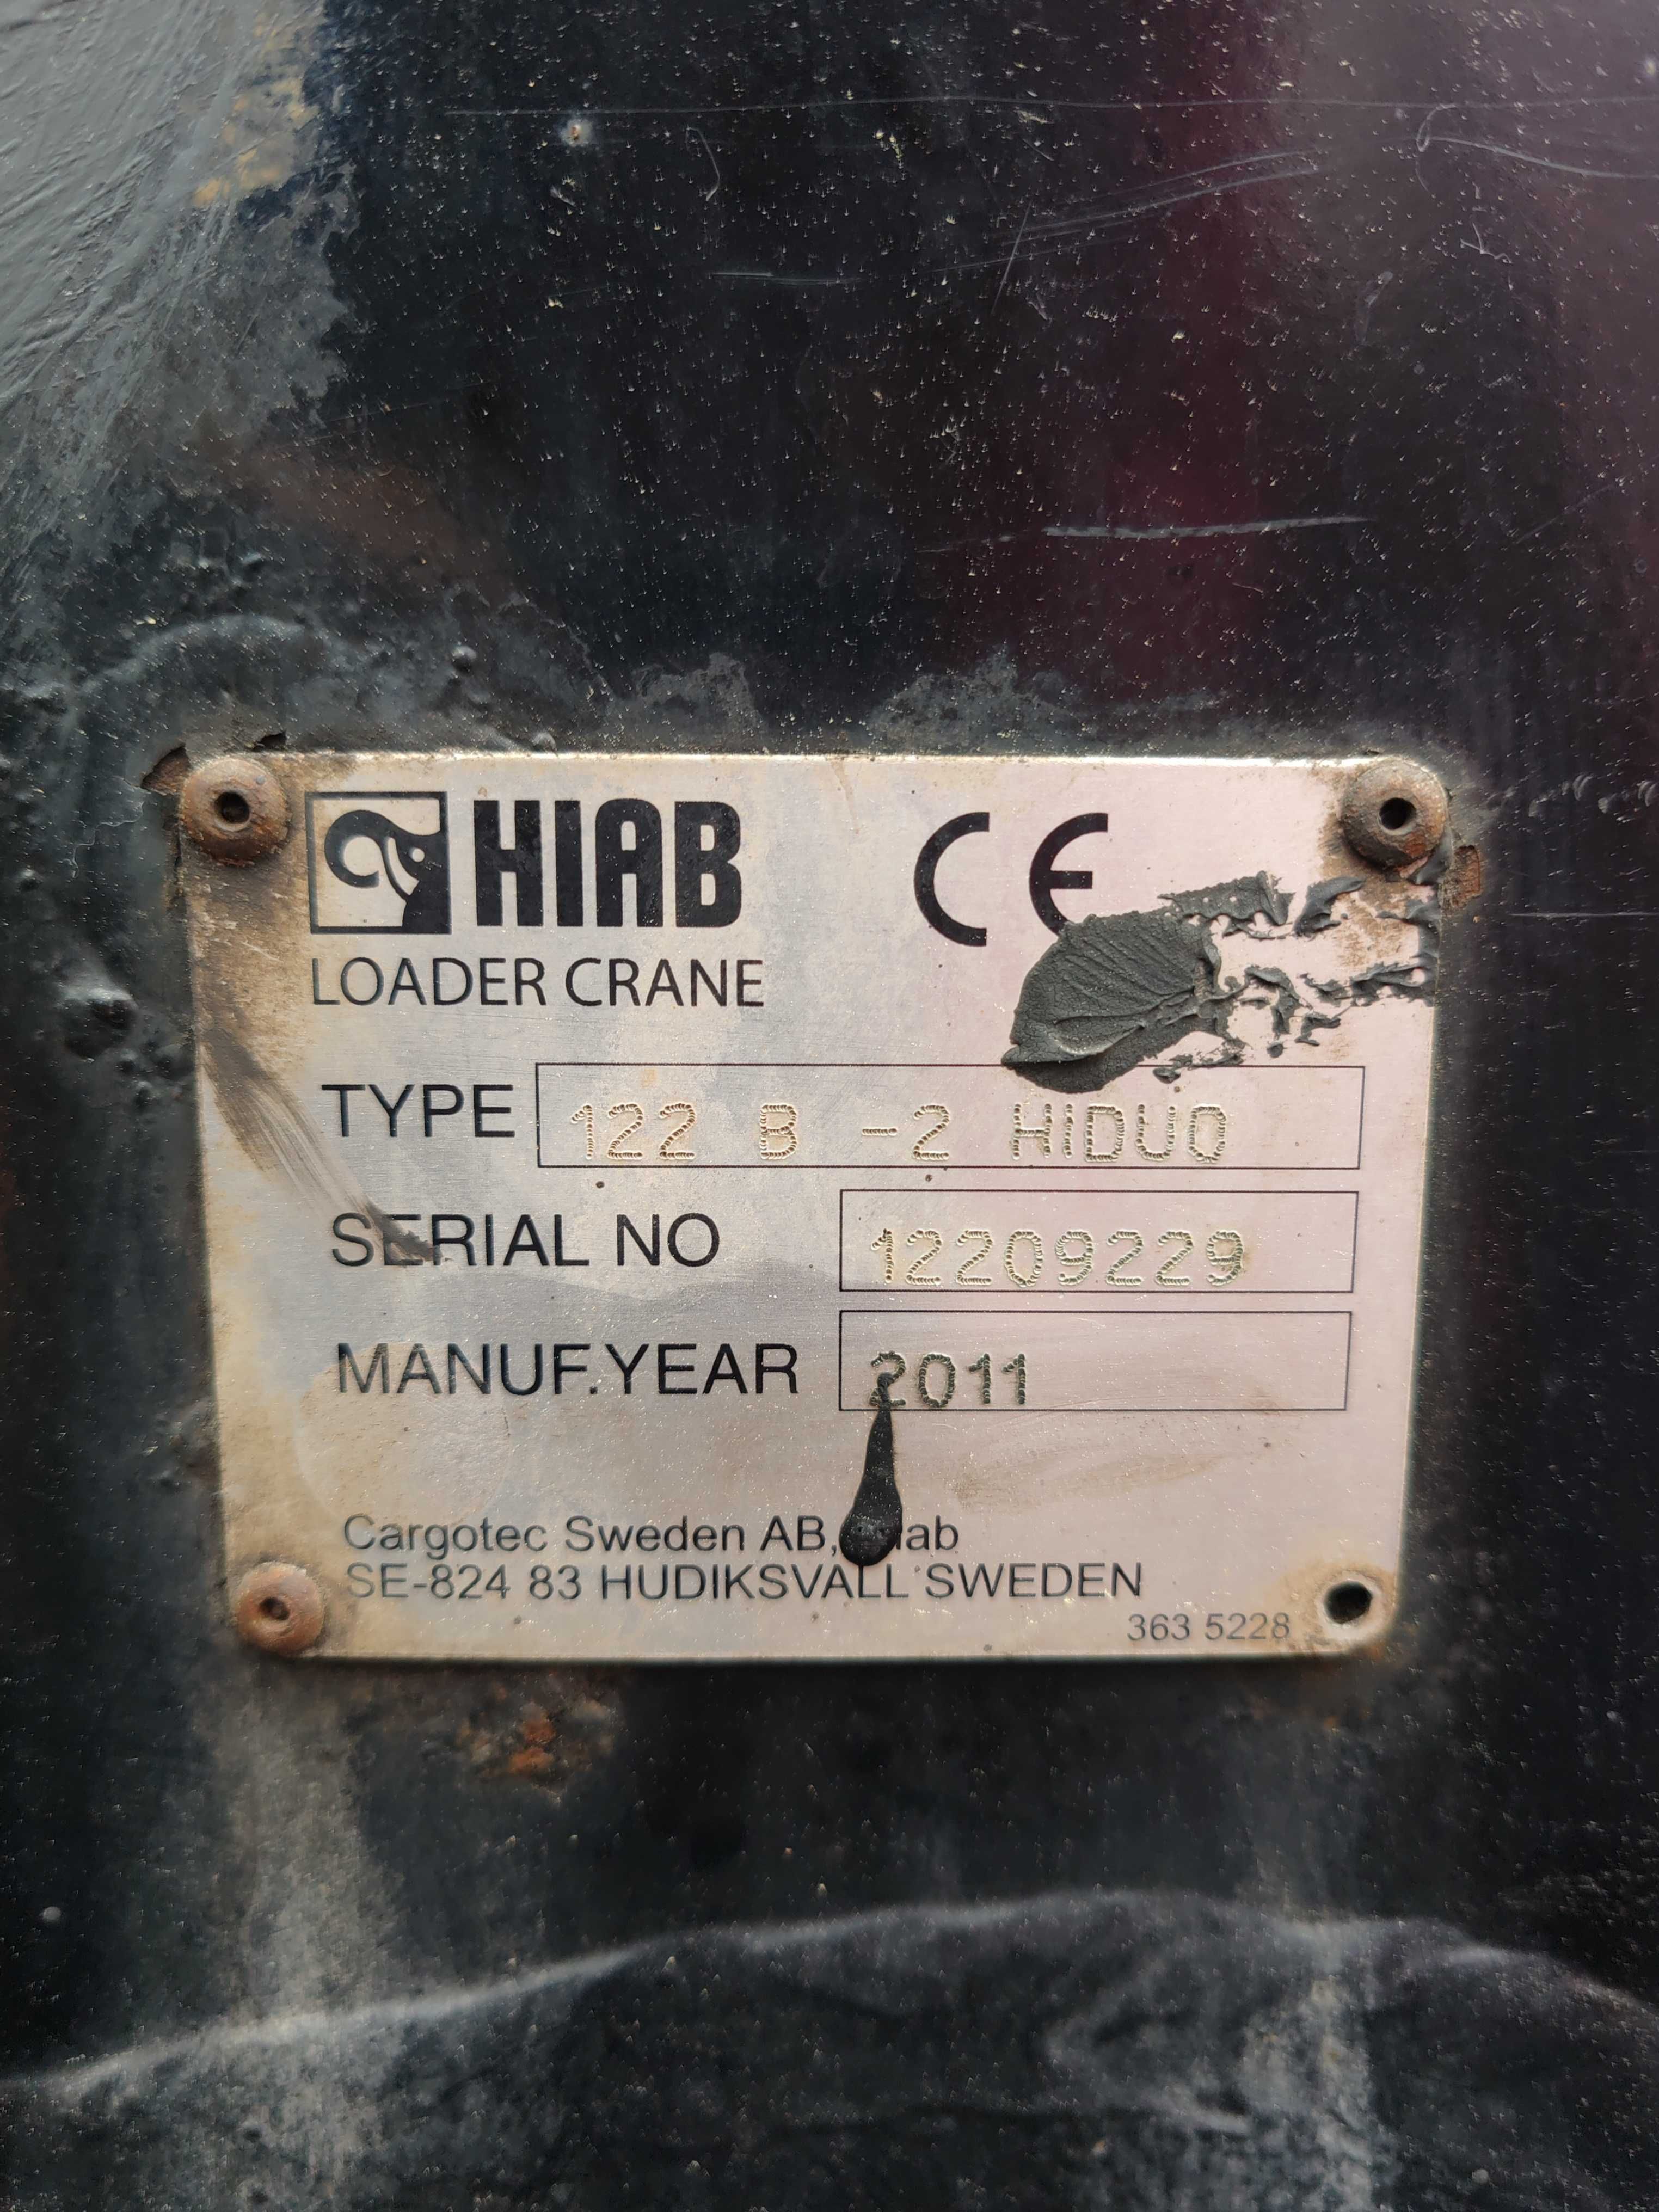 HIAB CE
LOADER CRANE
TYPE 122 B -2 HIDUO
SERIAL NO 12209229
MANUF.YEAR 2011
Cargotec Sweden AB,
SE-824 83 HUDIKSVALL SWEDEN
363 5228